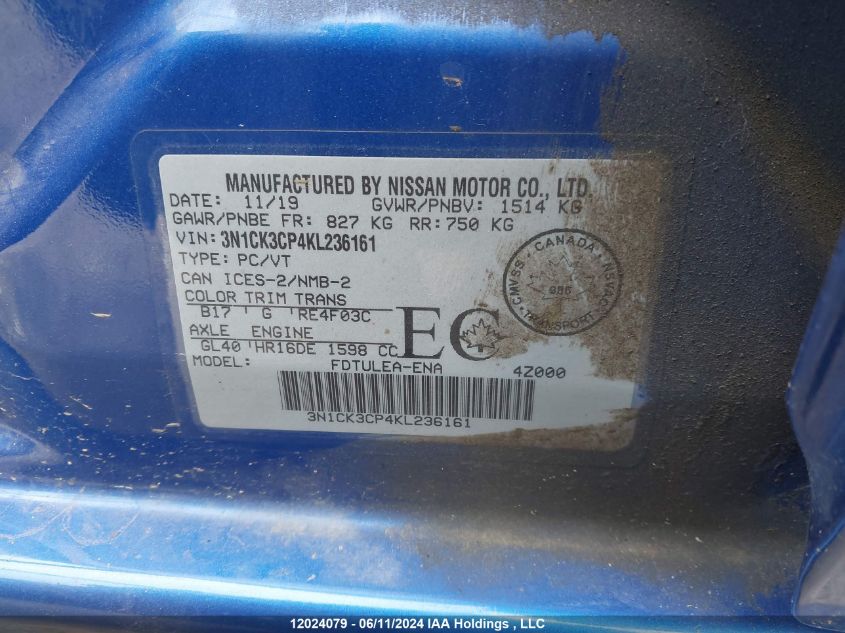 MANUFACTURED BY NISSAN MOTOR CO., LTD.
DATE: 11/19 GVWR/PNBV: 1514 KG
GAWR/PNBE FR: 827 KG RR: 750 KG
VIN: 3N1CK3CP4KL236161
TYPE: PC/VT
CAN ICES-2/NMB-2
COLOR TRIM TRANS
B17 G RE4F03C
AXLE ENGINE
GL40 HR16DE 1598 CC
EC
MODEL: FDTULEA-ENA 4Z000
3N1CK3CP4KL236161
CANADA
CMVSS
NSVAC
TRANSPORT
12024079 - 06/11/2024 IAA Holdings, LLC